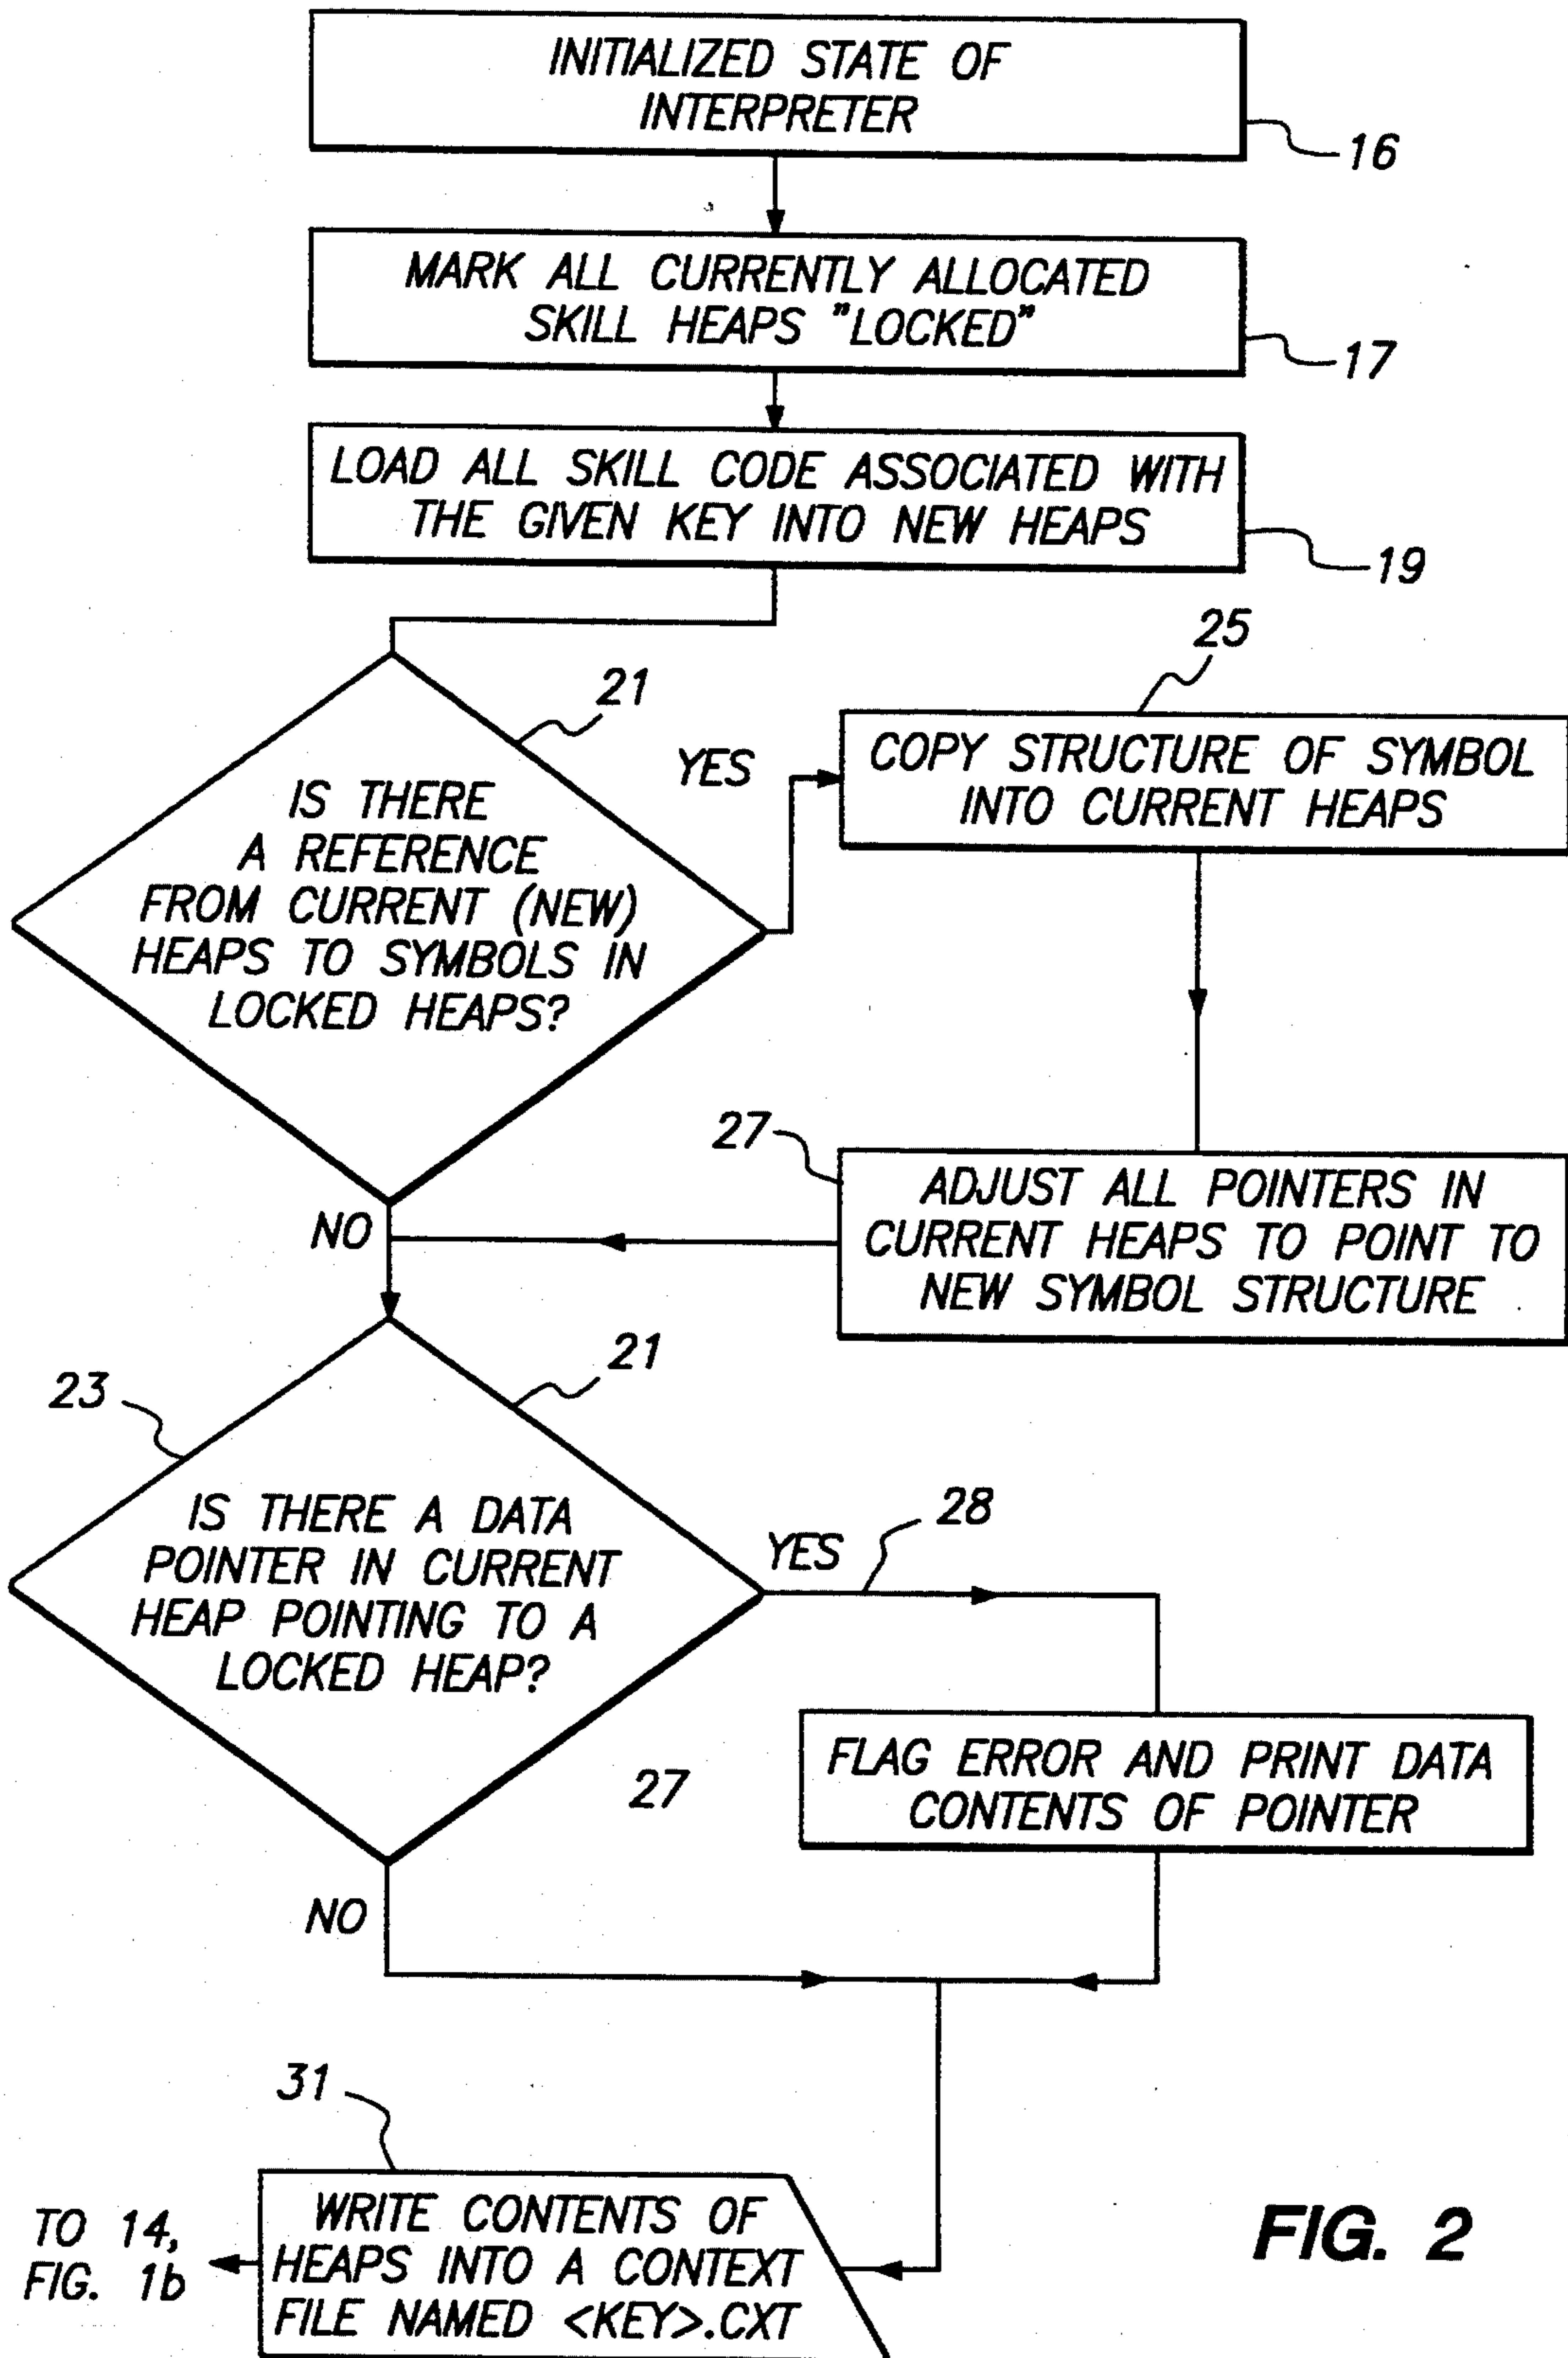 INITIALIZED STATE OF
INTERPRETER
16
MARK ALL CURRENTLY ALLOCATED
SKILL HEAPS "LOCKED"
17
LOAD ALL SKILL CODE ASSOCIATED WITH
THE GIVEN KEY INTO NEW HEAPS
19
21
IS THERE
A REFERENCE
FROM CURRENT (NEW)
HEAPS TO SYMBOLS IN
LOCKED HEAPS?
YES
25
COPY STRUCTURE OF SYMBOL
INTO CURRENT HEAPS
27
ADJUST ALL POINTERS IN
CURRENT HEAPS TO POINT TO
NEW SYMBOL STRUCTURE
NO
23
21
IS THERE A DATA
POINTER IN CURRENT
HEAP POINTING TO A
LOCKED HEAP?
YES
28
FLAG ERROR AND PRINT DATA
CONTENTS OF POINTER
27
NO
31
WRITE CONTENTS OF
HEAPS INTO A CONTEXT
FILE NAMED <KEY>.CXT
TO 14,
FIG. 1b
FIG. 2